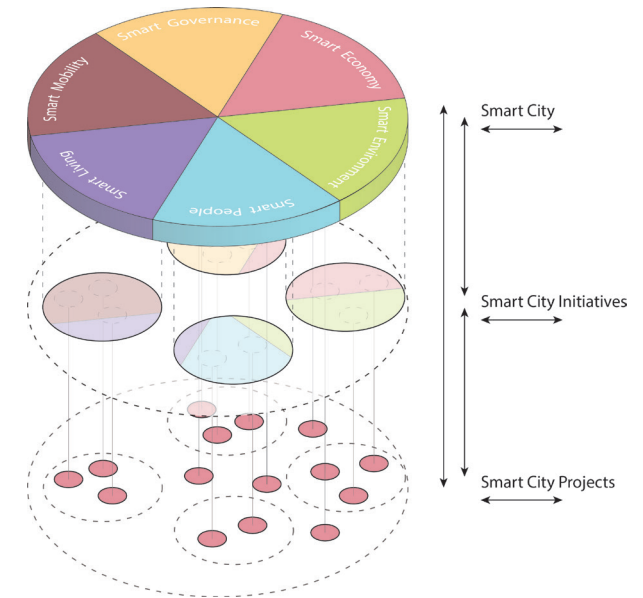 Smart Governance
Smart Economy
Smart Mobility
Smart Environment
Smart Living
Smart People
Smart City
Smart City Initiatives
Smart City Projects